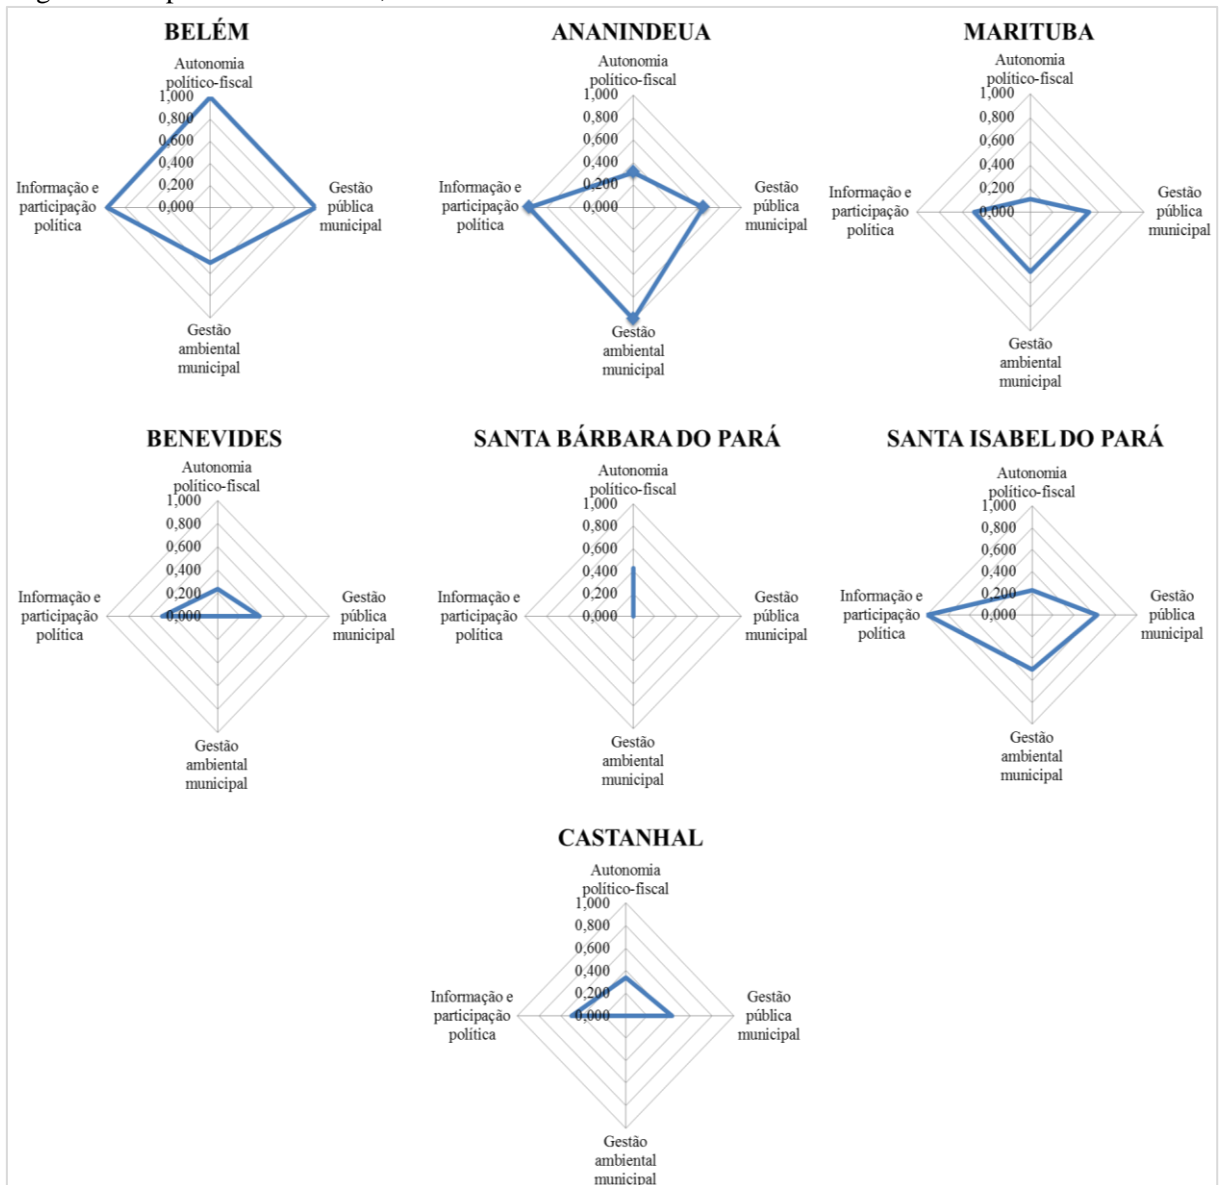 BELÉM
Autonomia
político-fiscal
1,000
0,800
0,600
0,400
0,200
0,000
Informação e
participação
política
Gestão
pública
municipal
Gestão
ambiental
municipal
ANANINDEUA
Autonomia
político-fiscal
1,000
0,800
0,600
0,400
0,200
0,000
Informação e
participação
política
Gestão
pública
municipal
Gestão
ambiental
municipal
MARITUBA
Autonomia
político-fiscal
1,000
0,800
0,600
0,400
0,200
0,000
Informação e
participação
política
Gestão
pública
municipal
Gestão
ambiental
municipal
BENEVIDES
Autonomia
político-fiscal
1,000
0,800
0,600
0,400
0,200
0,000
Informação e
participação
política
Gestão
pública
municipal
Gestão
ambiental
municipal
SANTA BÁRBARA DO PARÁ
Autonomia
político-fiscal
1,000
0,800
0,600
0,400
0,200
0,000
Informação e
participação
política
Gestão
pública
municipal
Gestão
ambiental
municipal
SANTA ISABEL DO PARÁ
Autonomia
político-fiscal
1,000
0,800
0,600
0,400
0,200
0,000
Informação e
participação
política
Gestão
pública
municipal
Gestão
ambiental
municipal
CASTANHAL
Autonomia
político-fiscal
1,000
0,800
0,600
0,400
0,200
0,000
Informação e
participação
política
Gestão
pública
municipal
Gestão
ambiental
municipal